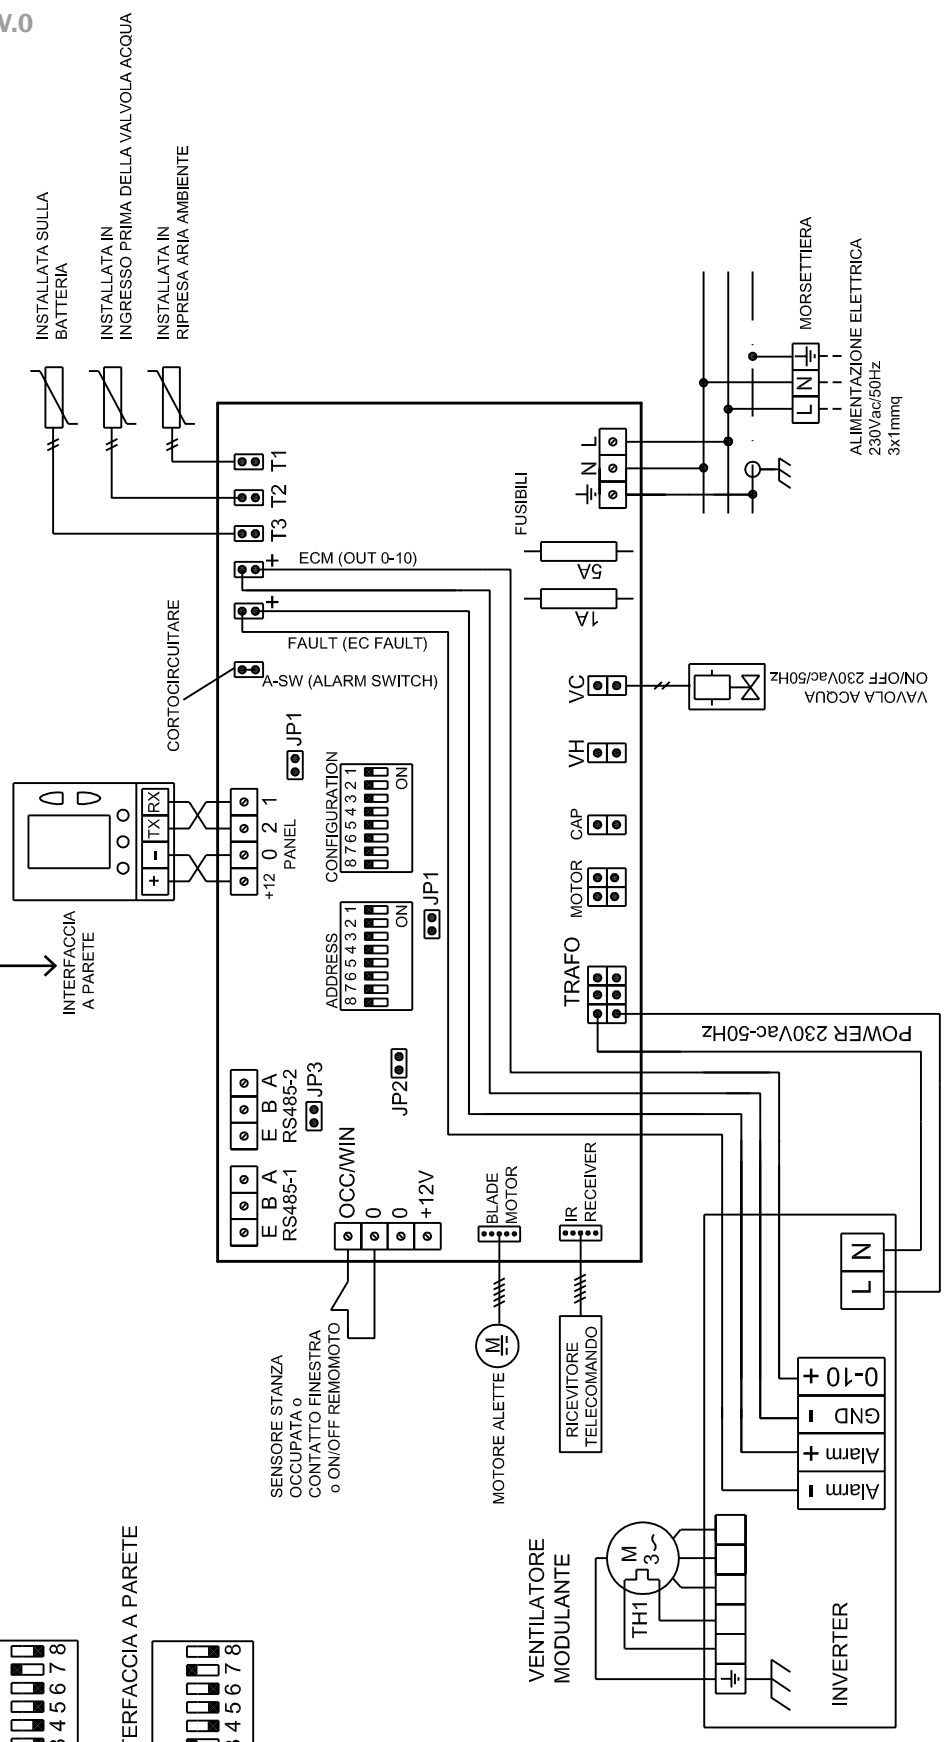 V.0
INSTALLATA SULLA
BATTERIA
INSTALLATA IN
INGRESSO PRIMA DELLA VALVOLA ACQUA
INSTALLATA IN
RIPRESA ARIA AMBIENTE
T1
T2
T3
+
ECM (OUT 0-10)
+
FAULT (EC FAULT)
CORTOCIRCUITARE
A-SW (ALARM SWITCH)
FUSIBILI
5A
1A
L
N
MORSETTIERA
L N
ALIMENTAZIONE ELETTRICA
230Vac/50Hz
3x1mmq
VC
VAVOLA ACQUA
ON/OFF 230Vac/50Hz
VH
CAP
MOTOR
TRAFO
POWER 230Vac-50Hz
+ - TX RX
INTERFACCIA
A PARETE
+12 0 2 1
PANEL
JP1
CONFIGURATION
8 7 6 5 4 3 2 1
ON
ADDRESS
8 7 6 5 4 3 2 1
ON
JP1
JP2
JP3
E B A
RS485-2
E B A
RS485-1
OCC/WIN
0
0
+12V
SENSORE STANZA
OCCUPATA o
CONTATTO FINESTRA
o ON/OFF REMOMOTO
BLADE
MOTOR
M
MOTORE ALETTE
IR
RECEIVER
RICEVITORE
TELECOMANDO
L N
0-10 +
GND -
Alarm +
Alarm -
VENTILATORE
MODULANTE
M
3~
TH1
INVERTER
3 4 5 6 7 8
TERFACCIA A PARETE
3 4 5 6 7 8